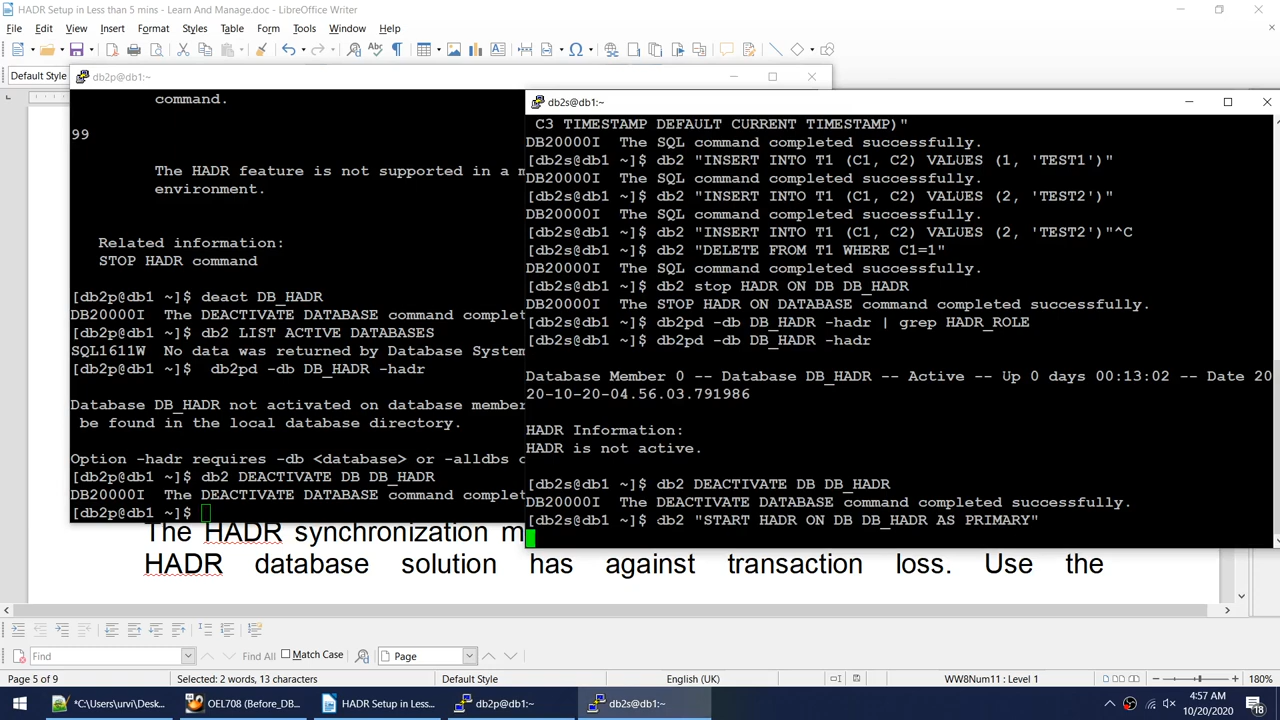 HADR Setup in Less than 5 mins - Learn And Manage.doc - LibreOffice Writer
File Edit View Insert Format Styles Table Form Tools Window Help
Default Style
db2p@db1:~
command.
99
The HADR feature is not supported in a m
environment.
Related information:
STOP HADR command
[db2p@db1 ~]$ deact DB_HADR
DB20000I  The DEACTIVATE DATABASE command complet
[db2p@db1 ~]$ db2 LIST ACTIVE DATABASES
SQL1611W  No data was returned by Database System
[db2p@db1 ~]$  db2pd -db DB_HADR -hadr
Database DB_HADR not activated on database member
be found in the local database directory.
Option -hadr requires -db <database> or -alldbs o
[db2p@db1 ~]$ db2 DEACTIVATE DB DB_HADR
DB20000I  The DEACTIVATE DATABASE command complet
[db2p@db1 ~]$
db2s@db1:~
C3 TIMESTAMP DEFAULT CURRENT TIMESTAMP)"
DB20000I  The SQL command completed successfully.
[db2s@db1 ~]$ db2 "INSERT INTO T1 (C1, C2) VALUES (1, 'TEST1')"
DB20000I  The SQL command completed successfully.
[db2s@db1 ~]$ db2 "INSERT INTO T1 (C1, C2) VALUES (2, 'TEST2')"
DB20000I  The SQL command completed successfully.
[db2s@db1 ~]$ db2 "INSERT INTO T1 (C1, C2) VALUES (2, 'TEST2')"^C
[db2s@db1 ~]$ db2 "DELETE FROM T1 WHERE C1=1"
DB20000I  The SQL command completed successfully.
[db2s@db1 ~]$ db2 stop HADR ON DB DB_HADR
DB20000I  The STOP HADR ON DATABASE command completed successfully.
[db2s@db1 ~]$ db2pd -db DB_HADR -hadr | grep HADR_ROLE
[db2s@db1 ~]$ db2pd -db DB_HADR -hadr
Database Member 0 -- Database DB_HADR -- Active -- Up 0 days 00:13:02 -- Date 20
20-10-20-04.56.03.791986
HADR Information:
HADR is not active.
[db2s@db1 ~]$ db2 DEACTIVATE DB DB_HADR
DB20000I  The DEACTIVATE DATABASE command completed successfully.
[db2s@db1 ~]$ db2 "START HADR ON DB DB_HADR AS PRIMARY"
The HADR synchronization m
HADR database solution has against transaction loss. Use the
Find Find All Match Case Page
Page 5 of 9 Selected: 2 words, 13 characters Default Style English (UK) WW8Num11 : Level 1 180%
*C:\Users\urvi\Desk... OEL708 (Before_DB... HADR Setup in Less... db2p@db1:~ db2s@db1:~ 4:57 AM
10/20/2020 18